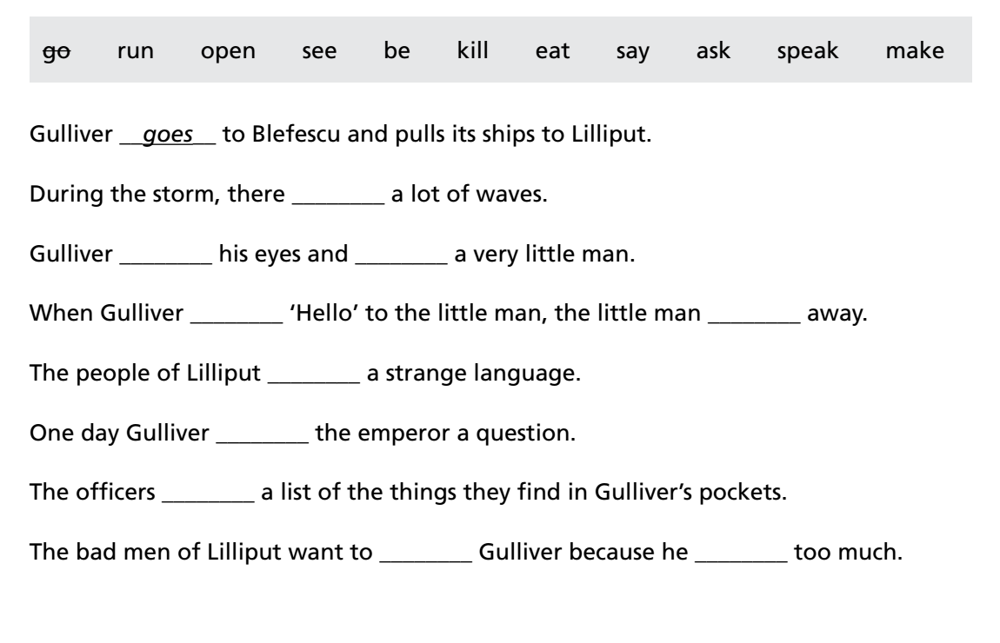 go run open see be kill eat say ask speak make
Gulliver __goes__ to Blefescu and pulls its ships to Lilliput.
During the storm, there ________ a lot of waves.
Gulliver ________ his eyes and ________ a very little man.
When Gulliver ________ ‘Hello’ to the little man, the little man ________ away.
The people of Lilliput ________ a strange language.
One day Gulliver ________ the emperor a question.
The officers ________ a list of the things they find in Gulliver’s pockets.
The bad men of Lilliput want to ________ Gulliver because he ________ too much.